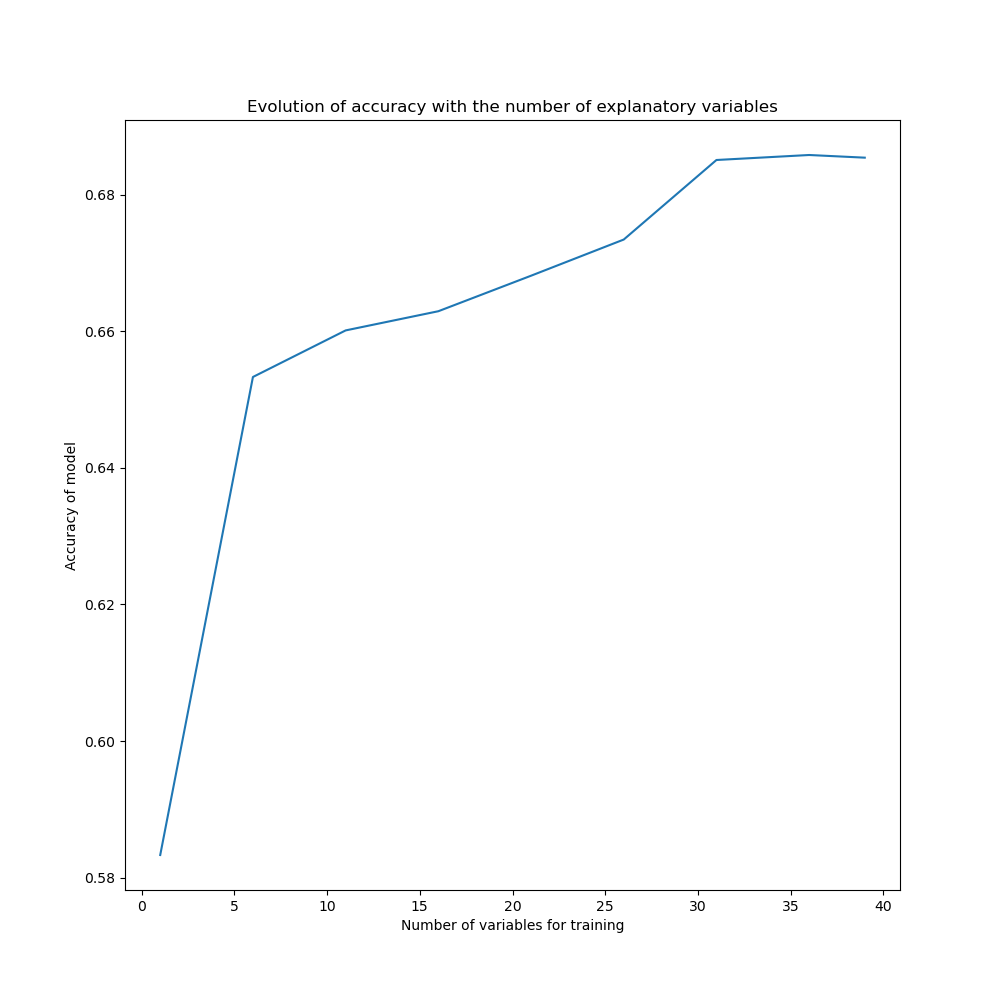 Evolution of accuracy with the number of explanatory variables
0.68
0.66
0.64
0.62
0.60
0.58
Accuracy of model
0 5 10 15 20 25 30 35 40
Number of variables for training